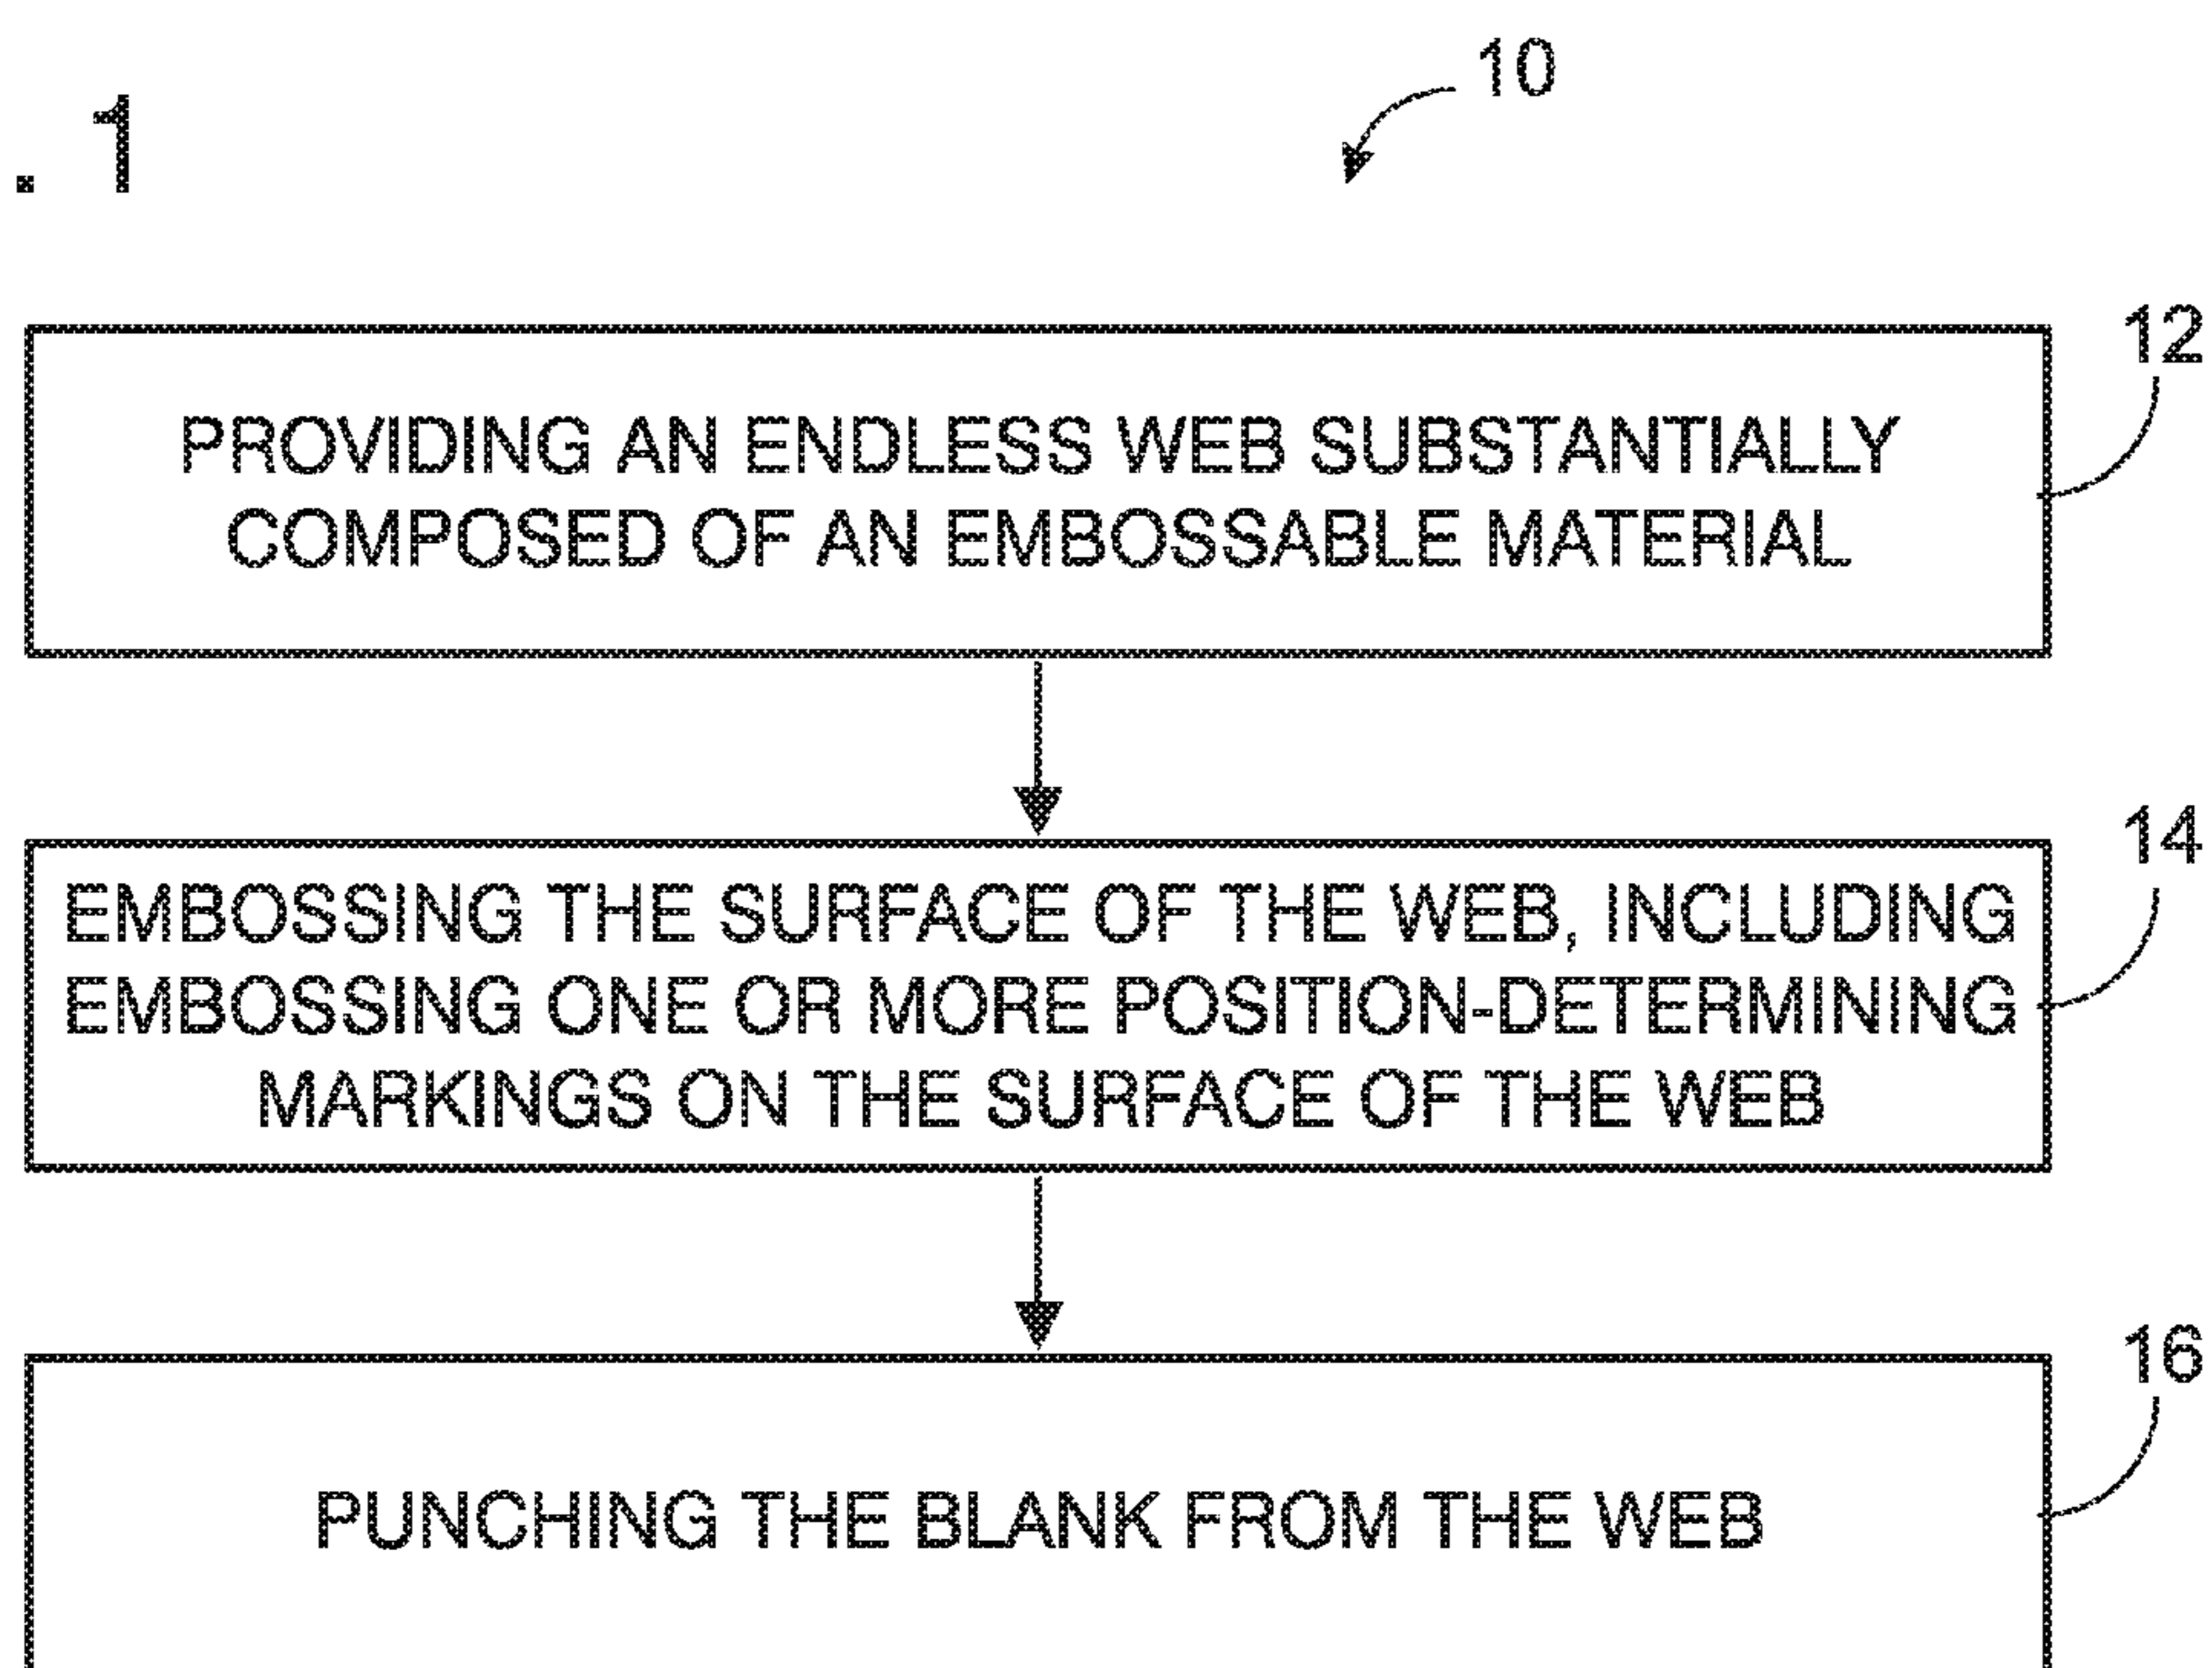 . 1
10
12
PROVIDING AN ENDLESS WEB SUBSTANTIALLY
COMPOSED OF AN EMBOSSABLE MATERIAL
14
EMBOSSING THE SURFACE OF THE WEB, INCLUDING
EMBOSSING ONE OR MORE POSITION-DETERMINING
MARKINGS ON THE SURFACE OF THE WEB
16
PUNCHING THE BLANK FROM THE WEB